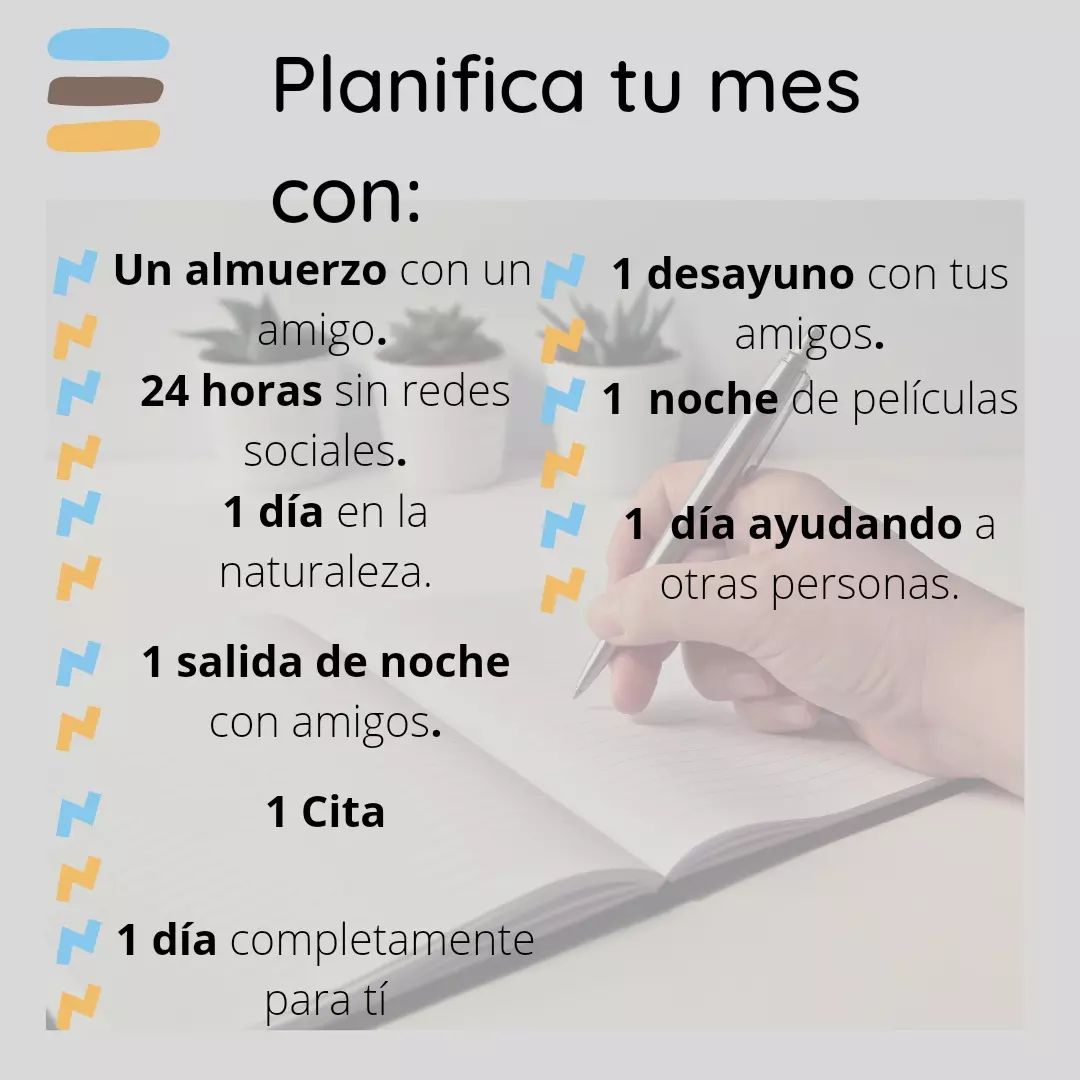 Planifica tu mes
con:
Un almuerzo con un
amigo.
24 horas sin redes
sociales.
1 día en la
naturaleza.
1 salida de noche
con amigos.
1 Cita
1 día completamente
para tí
1 desayuno con tus
amigos.
1 noche de películas
1 día ayudando a
otras personas.